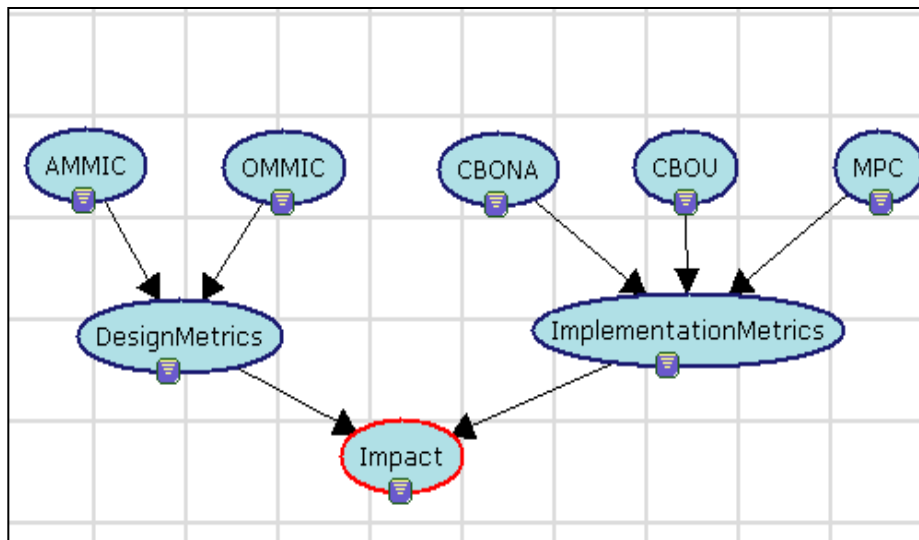 AMMIC
OMMIC
CBONA
CBOU
MPC
DesignMetrics
ImplementationMetrics
Impact